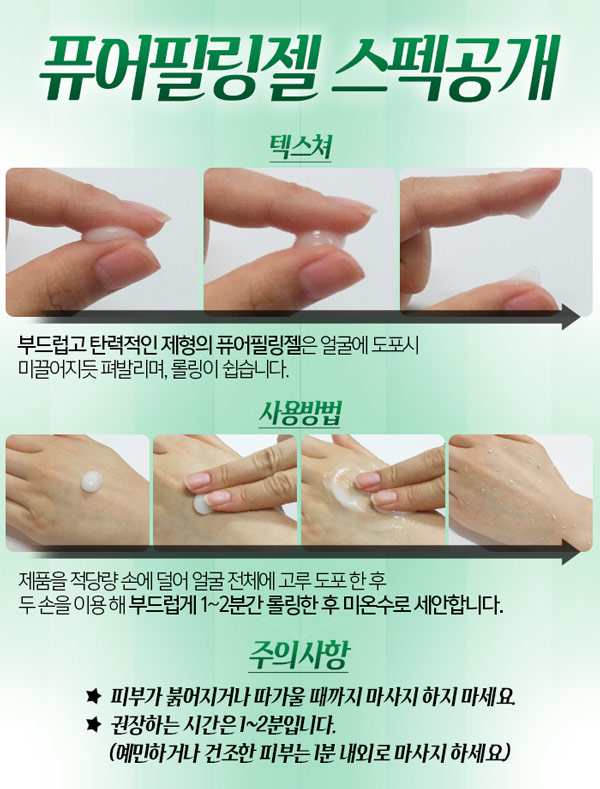 퓨어필링젤 스펙공개
텍스쳐
부드럽고 탄력적인 제형의 퓨어필링젤은 얼굴에 도포시
미끌어지듯 펴발리며, 롤링이 쉽습니다.
사용방법
제품을 적당량 손에 덜어 얼굴 전체에 고루 도포 한 후
두 손을 이용 해 부드럽게 1~2분간 롤링한 후 미온수로 세안합니다.
주의사항
★ 피부가 붉어지거나 따가울 때까지 마사지 하지 마세요.
★ 권장하는 시간은 1~2분입니다.
(예민하거나 건조한 피부는 1분 내외로 마사지 하세요)